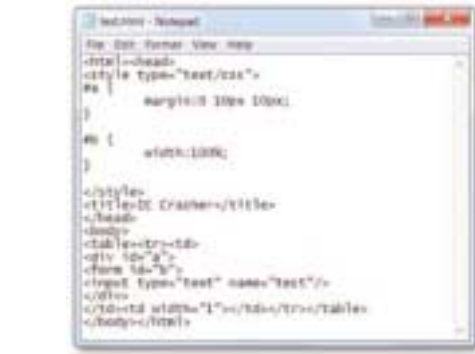 test.html - Notepad
File Edit Format View Help
<html><head>
<style type="text/css">
#a {
margin:0 10px 10px;
}
#b {
width:100%;
}
</style>
<title>IE Crasher</title>
</head>
<body>
<table><tr><td>
<div id="a">
<form id="b">
<input type="text" name="test"/>
</div>
</td><td width="1"></td></tr></table>
</body></html>